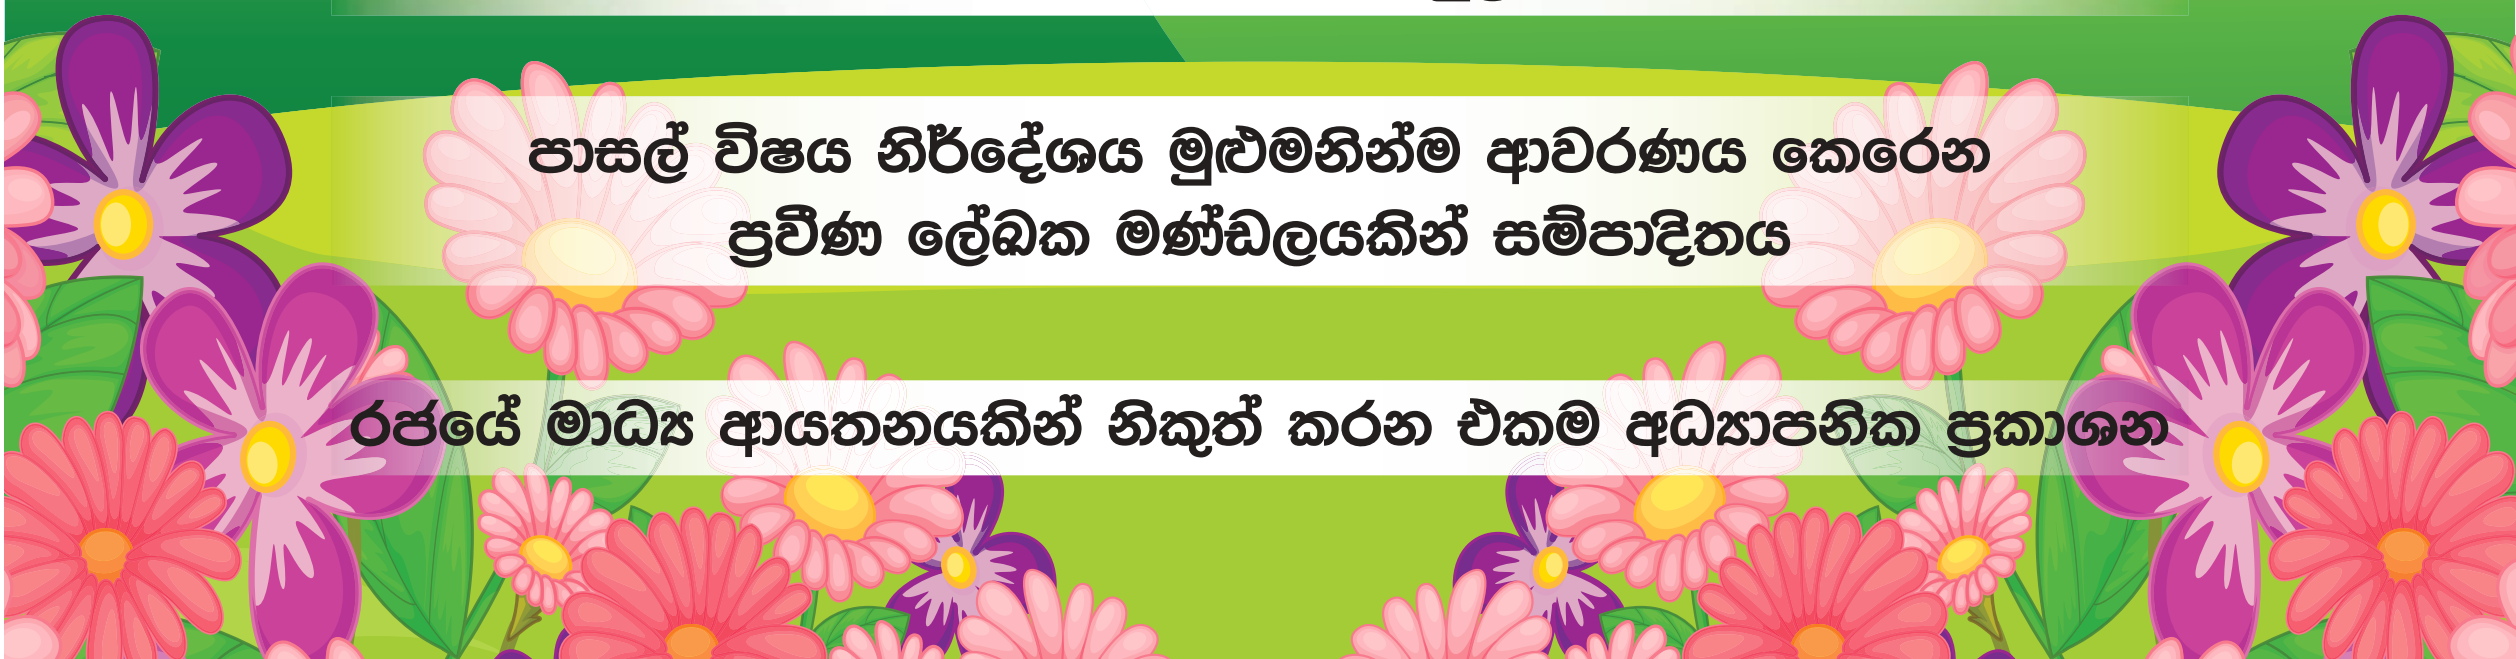 පාසල් විෂය නිර්දේශය මුළුමනින්ම ආවරණය කෙරෙන
ප්‍රවීණ ලේඛක මණ්ඩලයකින් සම්පාදිතය
රජයේ මාධ්‍ය ආයතනයකින් නිකුත් කරන එකම අධ්‍යාපනික ප්‍රකාශන